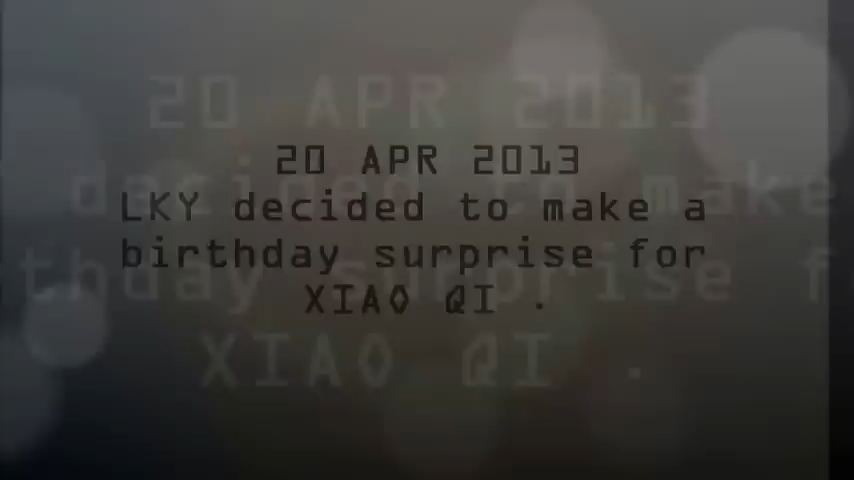 20 APR 2013
LKY decided to make a
birthday surprise for
XIAO QI .